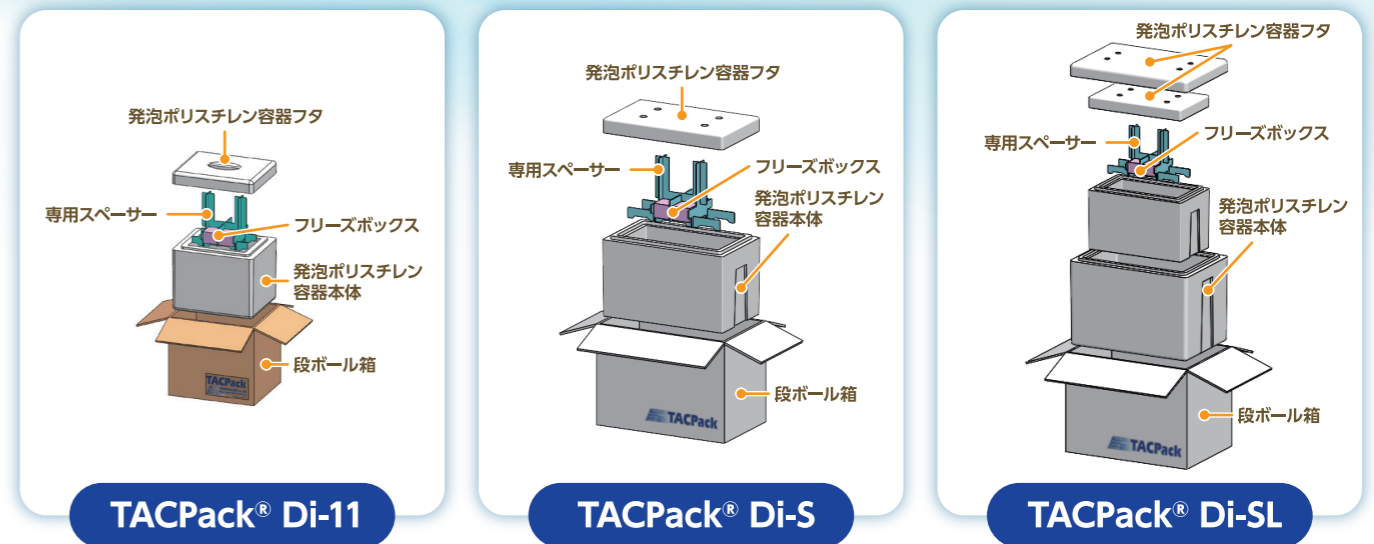 発泡ポリスチレン容器フタ
専用スペーサー
フリーズボックス
発泡ポリスチレン
容器本体
段ボール箱
TACPack
TACPack® Di-11
発泡ポリスチレン容器フタ
専用スペーサー
フリーズボックス
発泡ポリスチレン
容器本体
段ボール箱
TACPack
TACPack® Di-S
発泡ポリスチレン容器フタ
専用スペーサー
フリーズボックス
発泡ポリスチレン
容器本体
段ボール箱
TACPack
TACPack® Di-SL